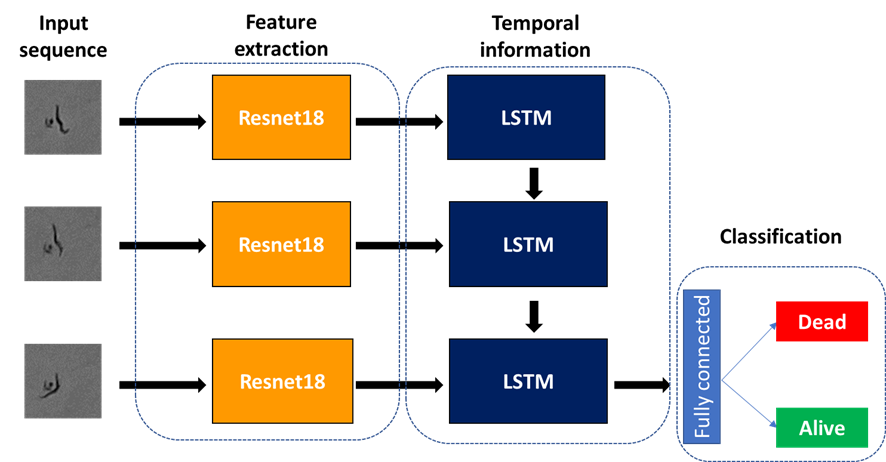 Input
sequence
Feature
extraction
Temporal
information
Resnet18
LSTM
Resnet18
LSTM
Classification
Resnet18
LSTM
Fully connected
Dead
Alive